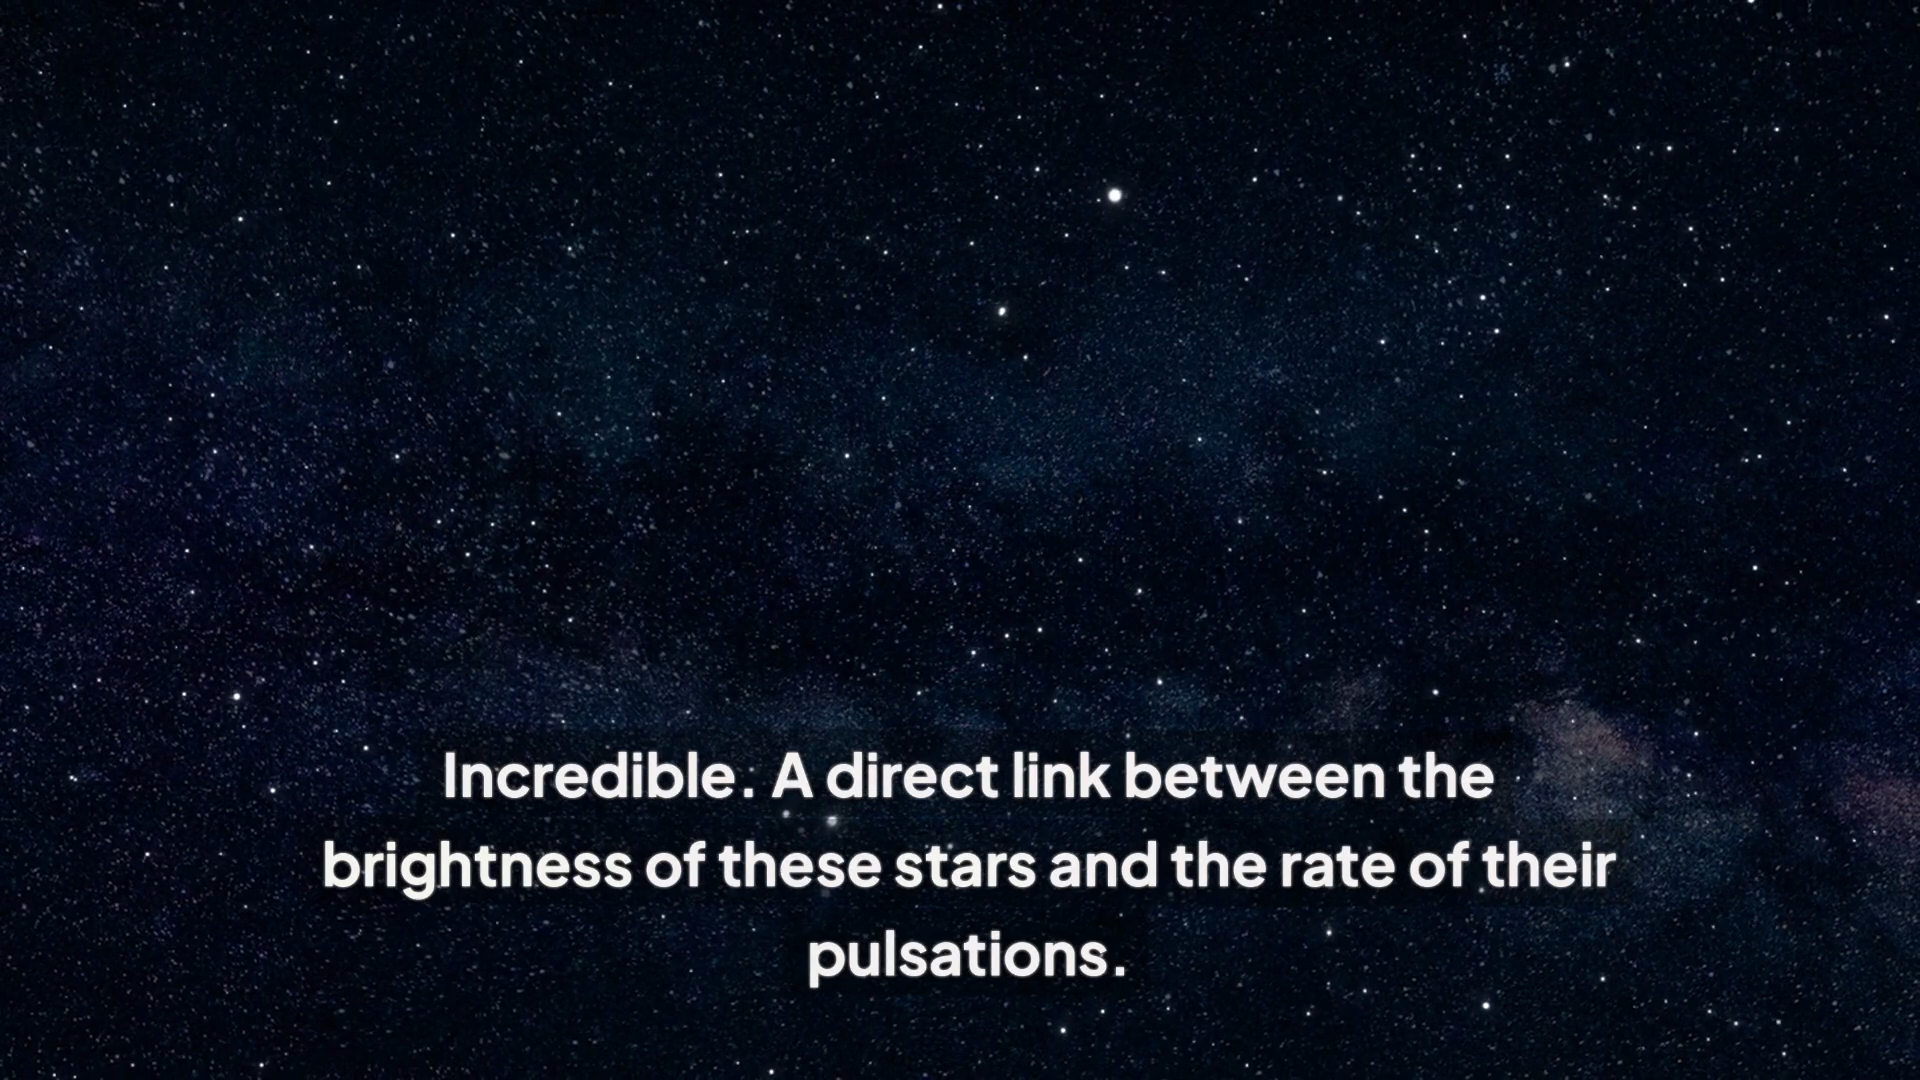 Incredible. A direct link between the
brightness of these stars and the rate of their
pulsations.